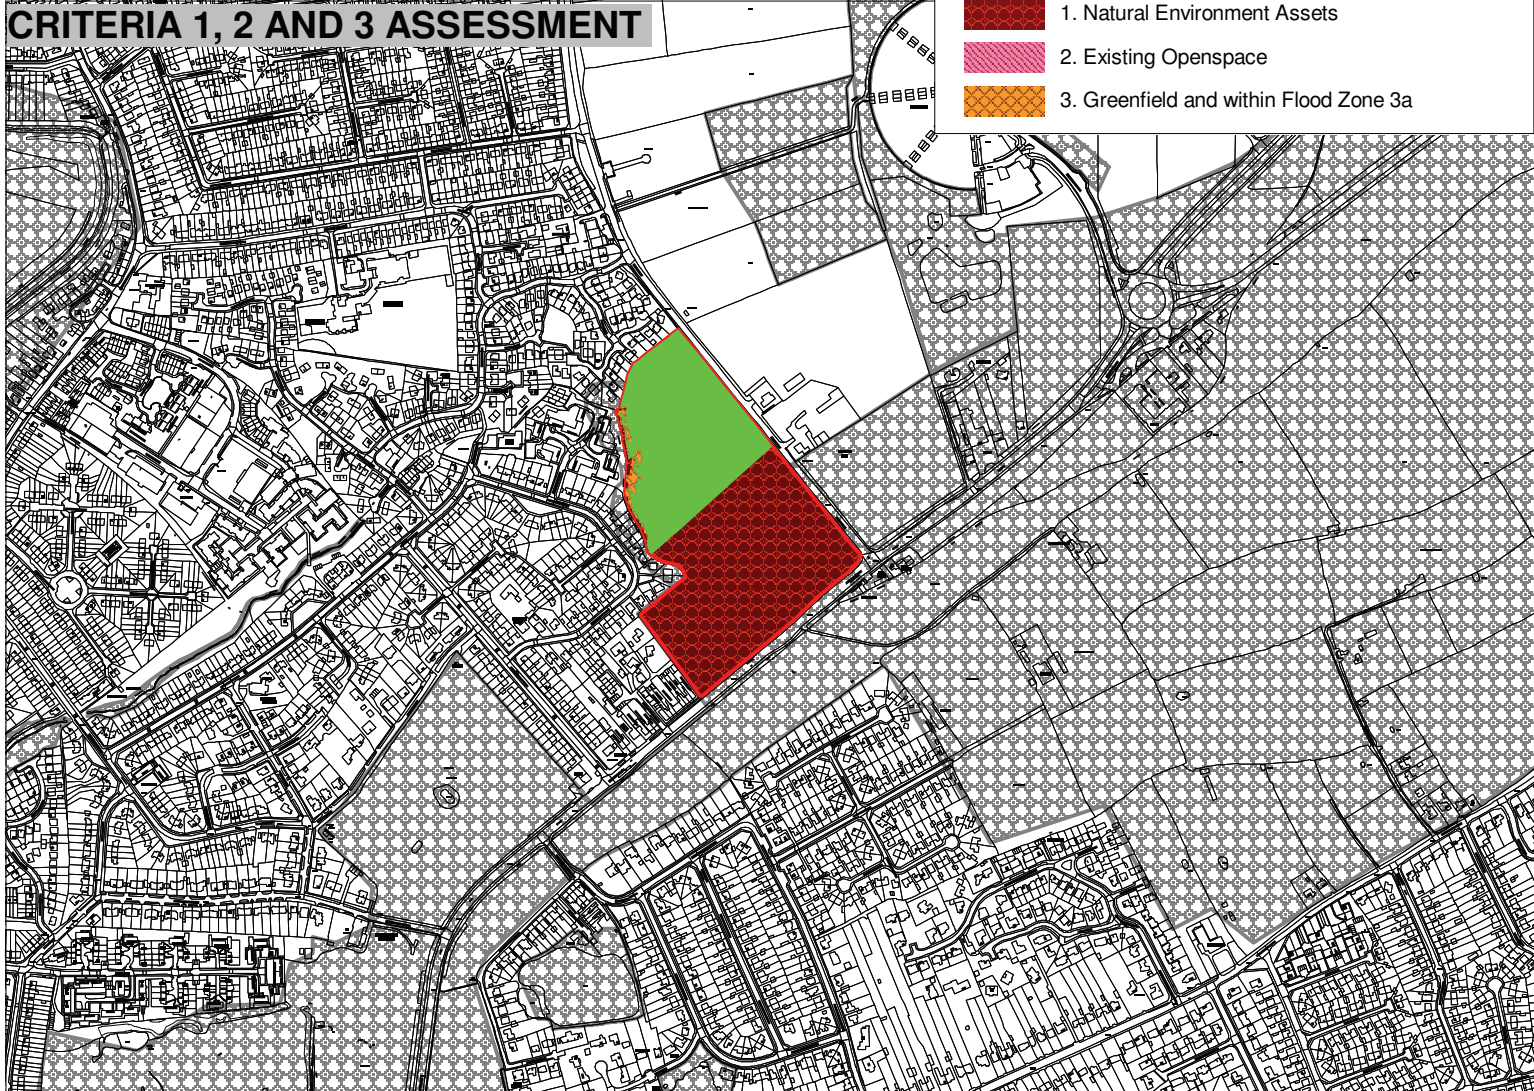 CRITERIA 1, 2 AND 3 ASSESSMENT
1. Natural Environment Assets
2. Existing Openspace
3. Greenfield and within Flood Zone 3a